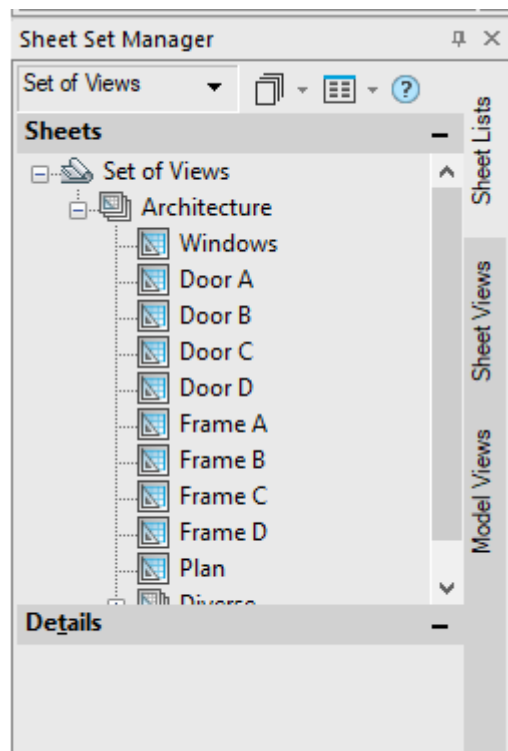 Sheet Set Manager
Set of Views
Sheets
Set of Views
Architecture
Windows
Door A
Door B
Door C
Door D
Frame A
Frame B
Frame C
Frame D
Plan
Diverse
Details
Sheet Lists
Sheet Views
Model Views